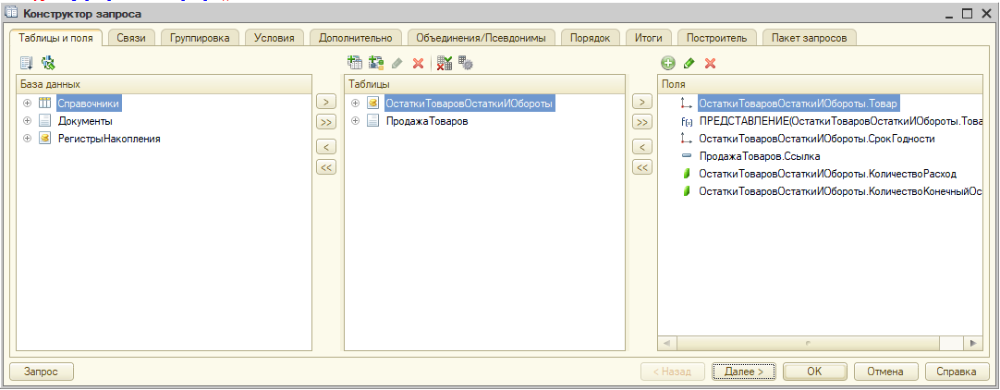 Конструктор запроса
Таблицы и поля Связи Группировка Условия Дополнительно Объединения/Псевдонимы Порядок Итоги Построитель Пакет запросов
База данных
Справочники
Документы
РегистрыНакопления
>
>>
<
<<
Таблицы
ОстаткиТоваровОстаткиИОбороты
ПродажаТоваров
>
>>
<
<<
Поля
ОстаткиТоваровОстаткиИОбороты.Товар
f(x) ПРЕДСТАВЛЕНИЕ(ОстаткиТоваровОстаткиИОбороты.Това
ОстаткиТоваровОстаткиИОбороты.СрокГодности
ПродажаТоваров.Ссылка
ОстаткиТоваровОстаткиИОбороты.КоличествоРасход
ОстаткиТоваровОстаткиИОбороты.КоличествоКонечныйОс
Запрос < Назад Далее > OK Отмена Справка